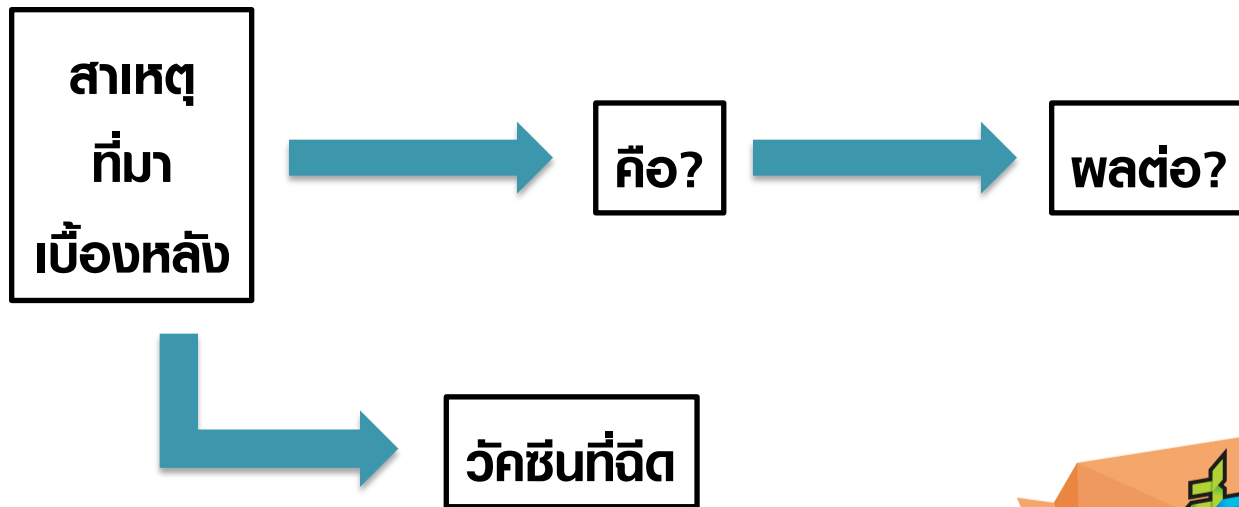 สาเหตุ
ที่มา
เบื้องหลัง
คือ?
ผลต่อ?
วัคซีนที่ฉีด